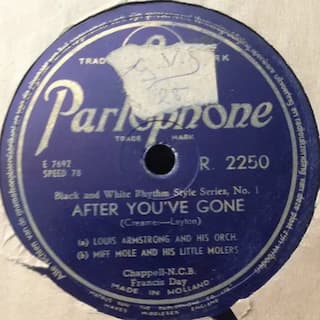 TRADE MARK
Parlophone
TRADE MARK
E 7692
SPEED 78
R. 2250
Black and White Rhythm Style Series, No. 1
AFTER YOU'VE GONE
(Creamer—Layton)
(a) LOUIS ARMSTRONG AND HIS ORCH.
(b) MIFF MOLE AND HIS LITTLE MOLERS
Chappell-N.C.B.
Francis Day
MADE IN HOLLAND